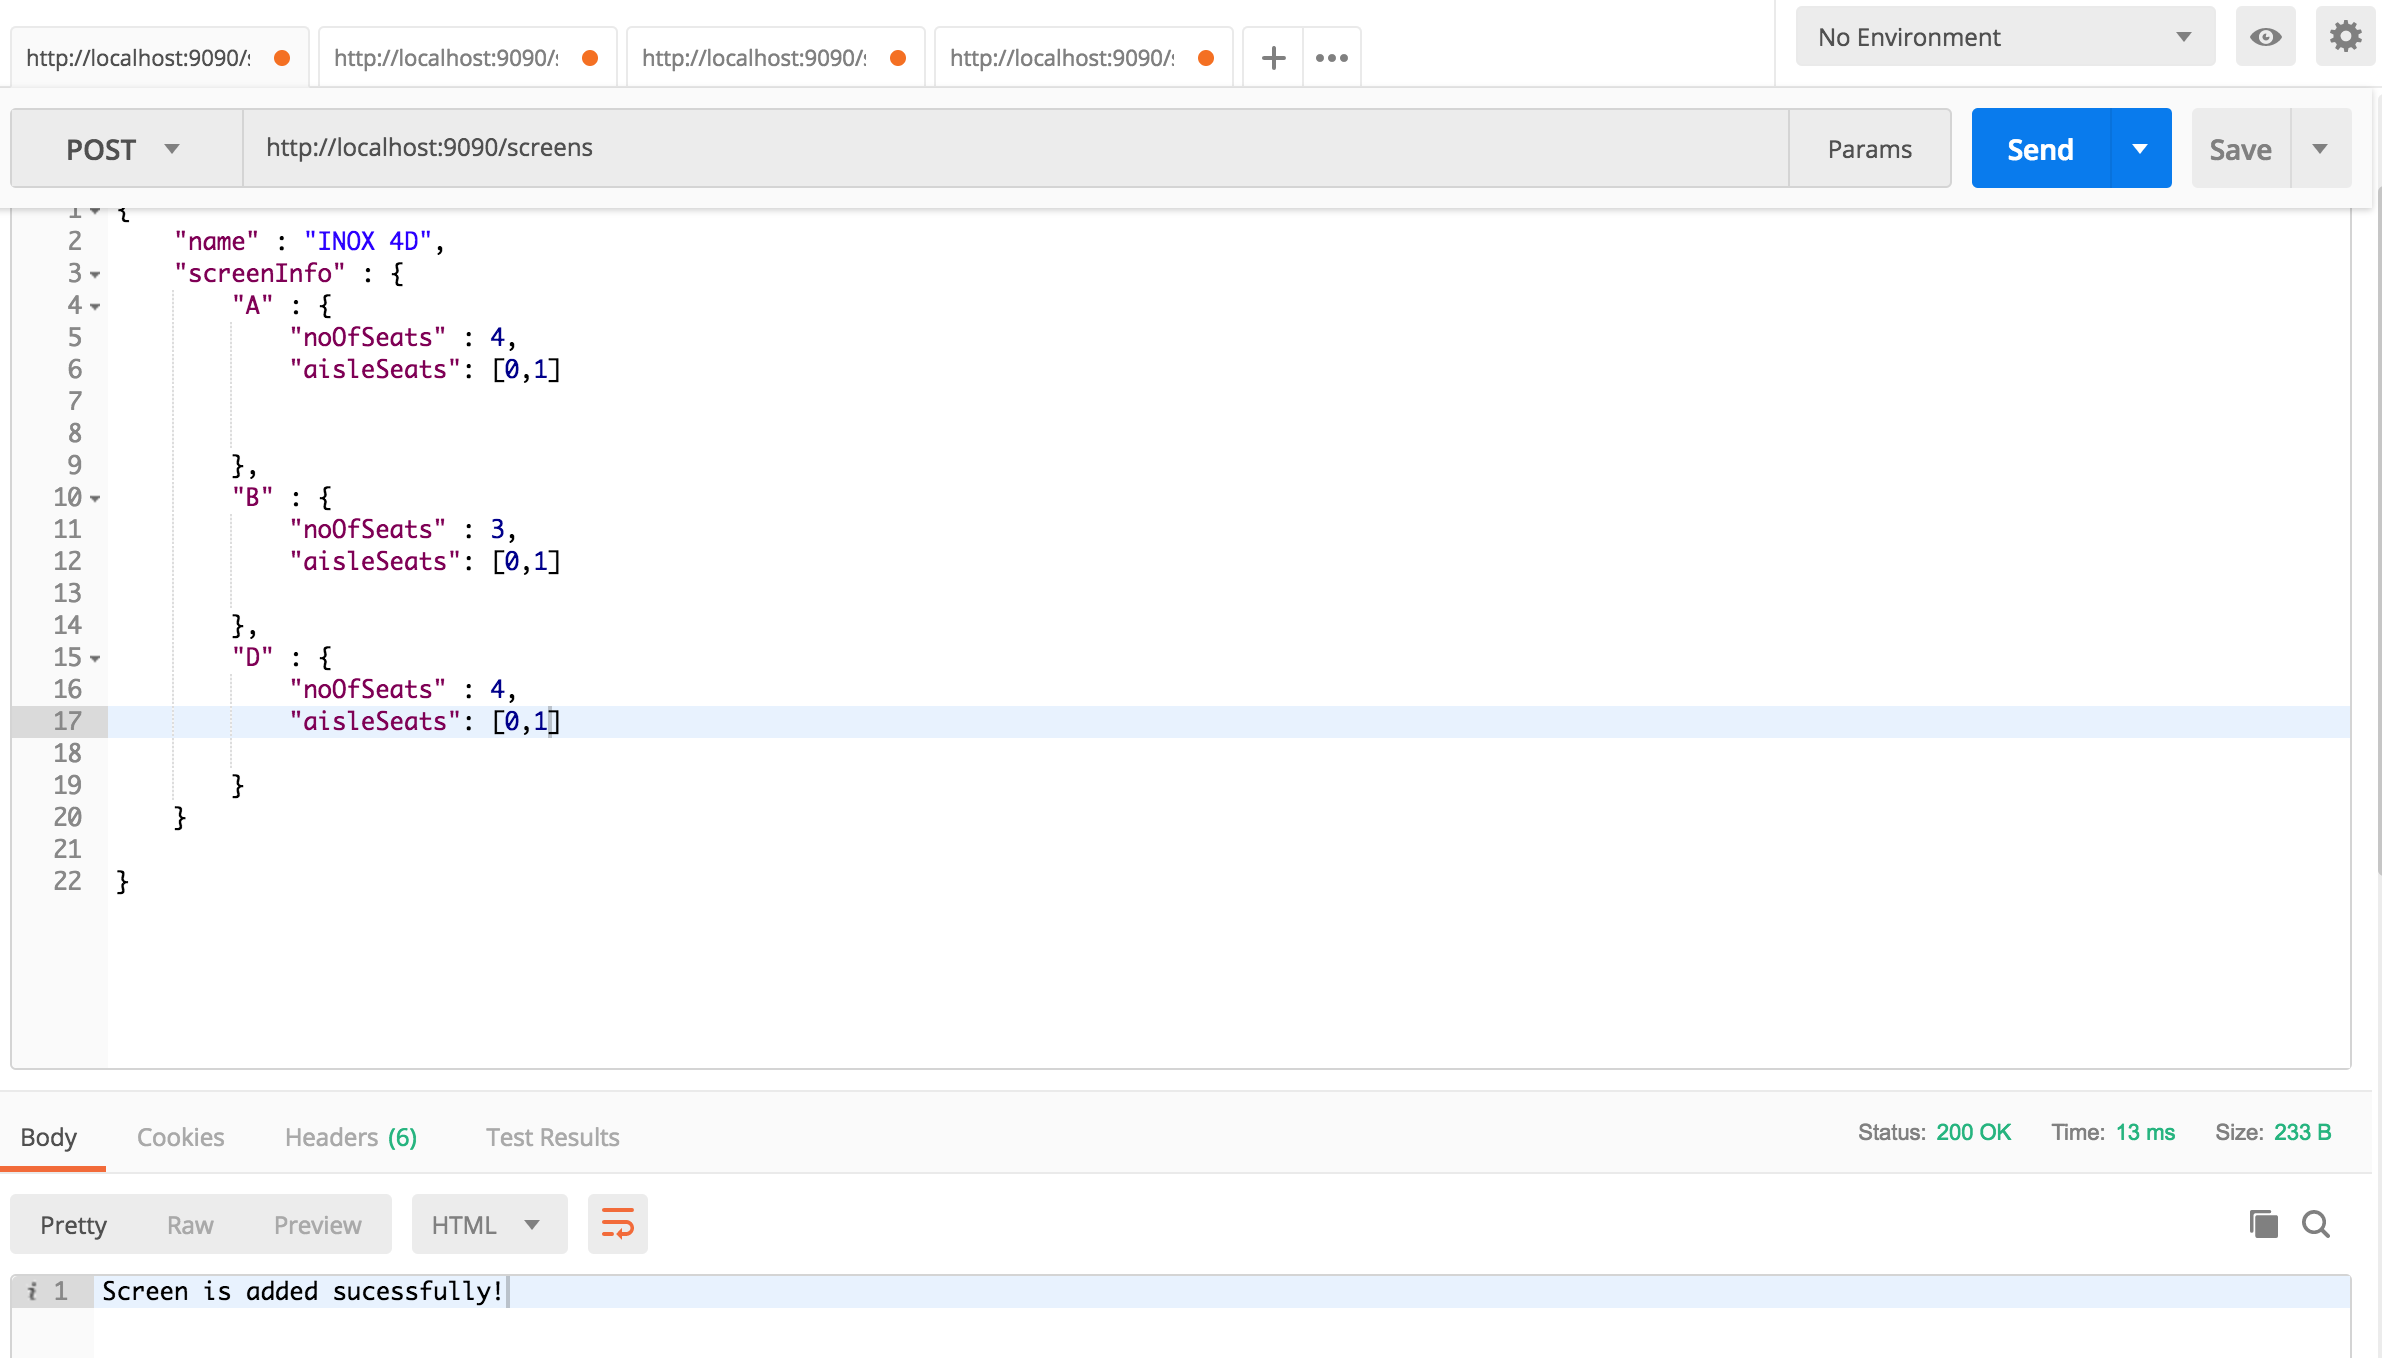 http://localhost:9090/s http://localhost:9090/s http://localhost:9090/s http://localhost:9090/s No Environment
POST http://localhost:9090/screens Params Send Save
1 {
2 "name" : "INOX 4D",
3 "screenInfo" : {
4 "A" : {
5 "noOfSeats" : 4,
6 "aisleSeats": [0,1]
7
8
9 },
10 "B" : {
11 "noOfSeats" : 3,
12 "aisleSeats": [0,1]
13
14 },
15 "D" : {
16 "noOfSeats" : 4,
17 "aisleSeats": [0,1]
18
19 }
20 }
21
22 }
Body Cookies Headers (6) Test Results Status: 200 OK Time: 13 ms Size: 233 B
Pretty Raw Preview HTML
i 1 Screen is added sucessfully!